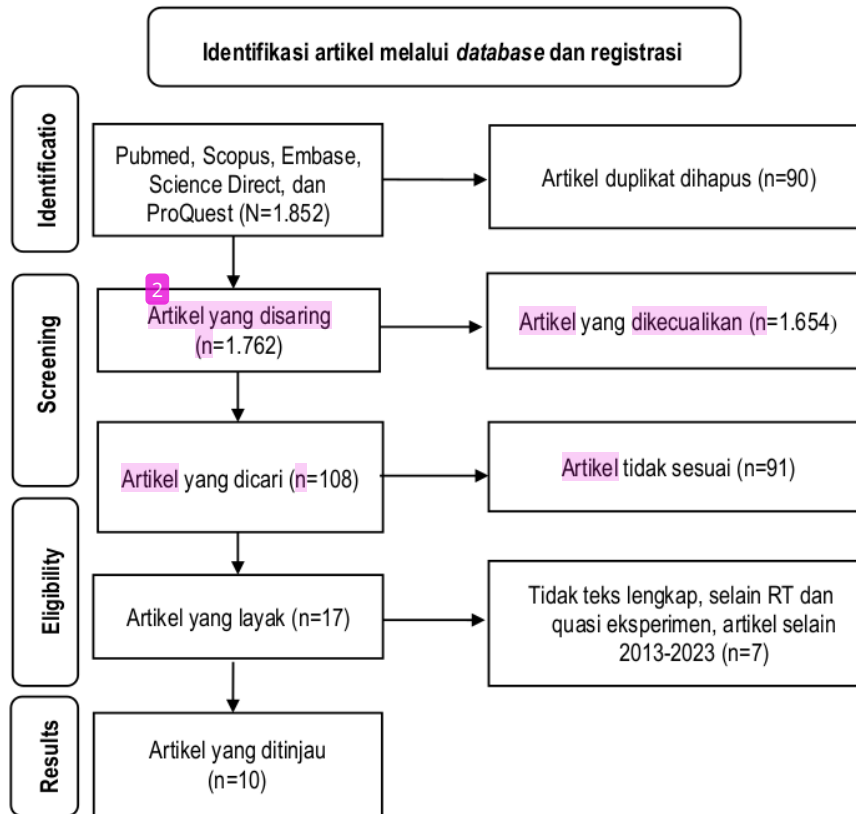 Identifikasi artikel melalui database dan registrasi
Identificatio
Pubmed, Scopus, Embase,
Science Direct, dan
ProQuest (N=1.852)
Artikel duplikat dihapus (n=90)
Screening
2
Artikel yang disaring
(n=1.762)
Artikel yang dikecualikan (n=1.654)
Artikel yang dicari (n=108)
Artikel tidak sesuai (n=91)
Eligibility
Artikel yang layak (n=17)
Tidak teks lengkap, selain RT dan
quasi eksperimen, artikel selain
2013-2023 (n=7)
Results
Artikel yang ditinjau
(n=10)